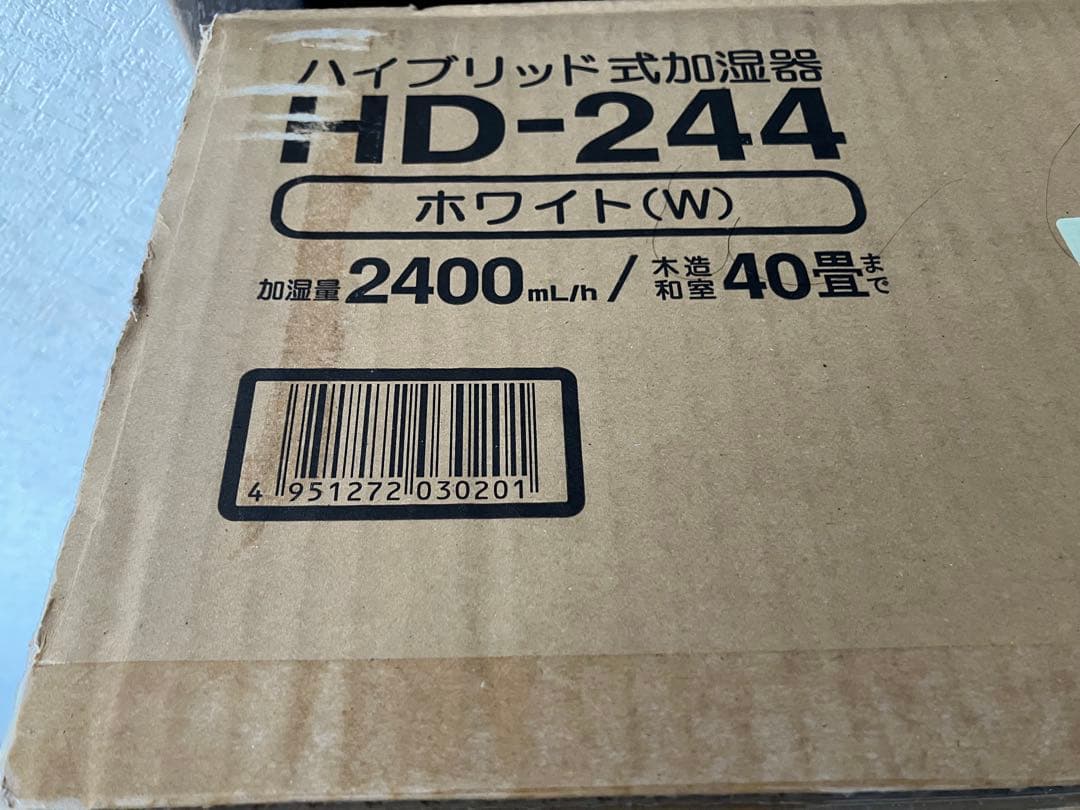 ハイブリッド式加湿器
HD-244
ホワイト(W)
加湿量2400mL/h / 木造和室40畳まで
4 951272 030201